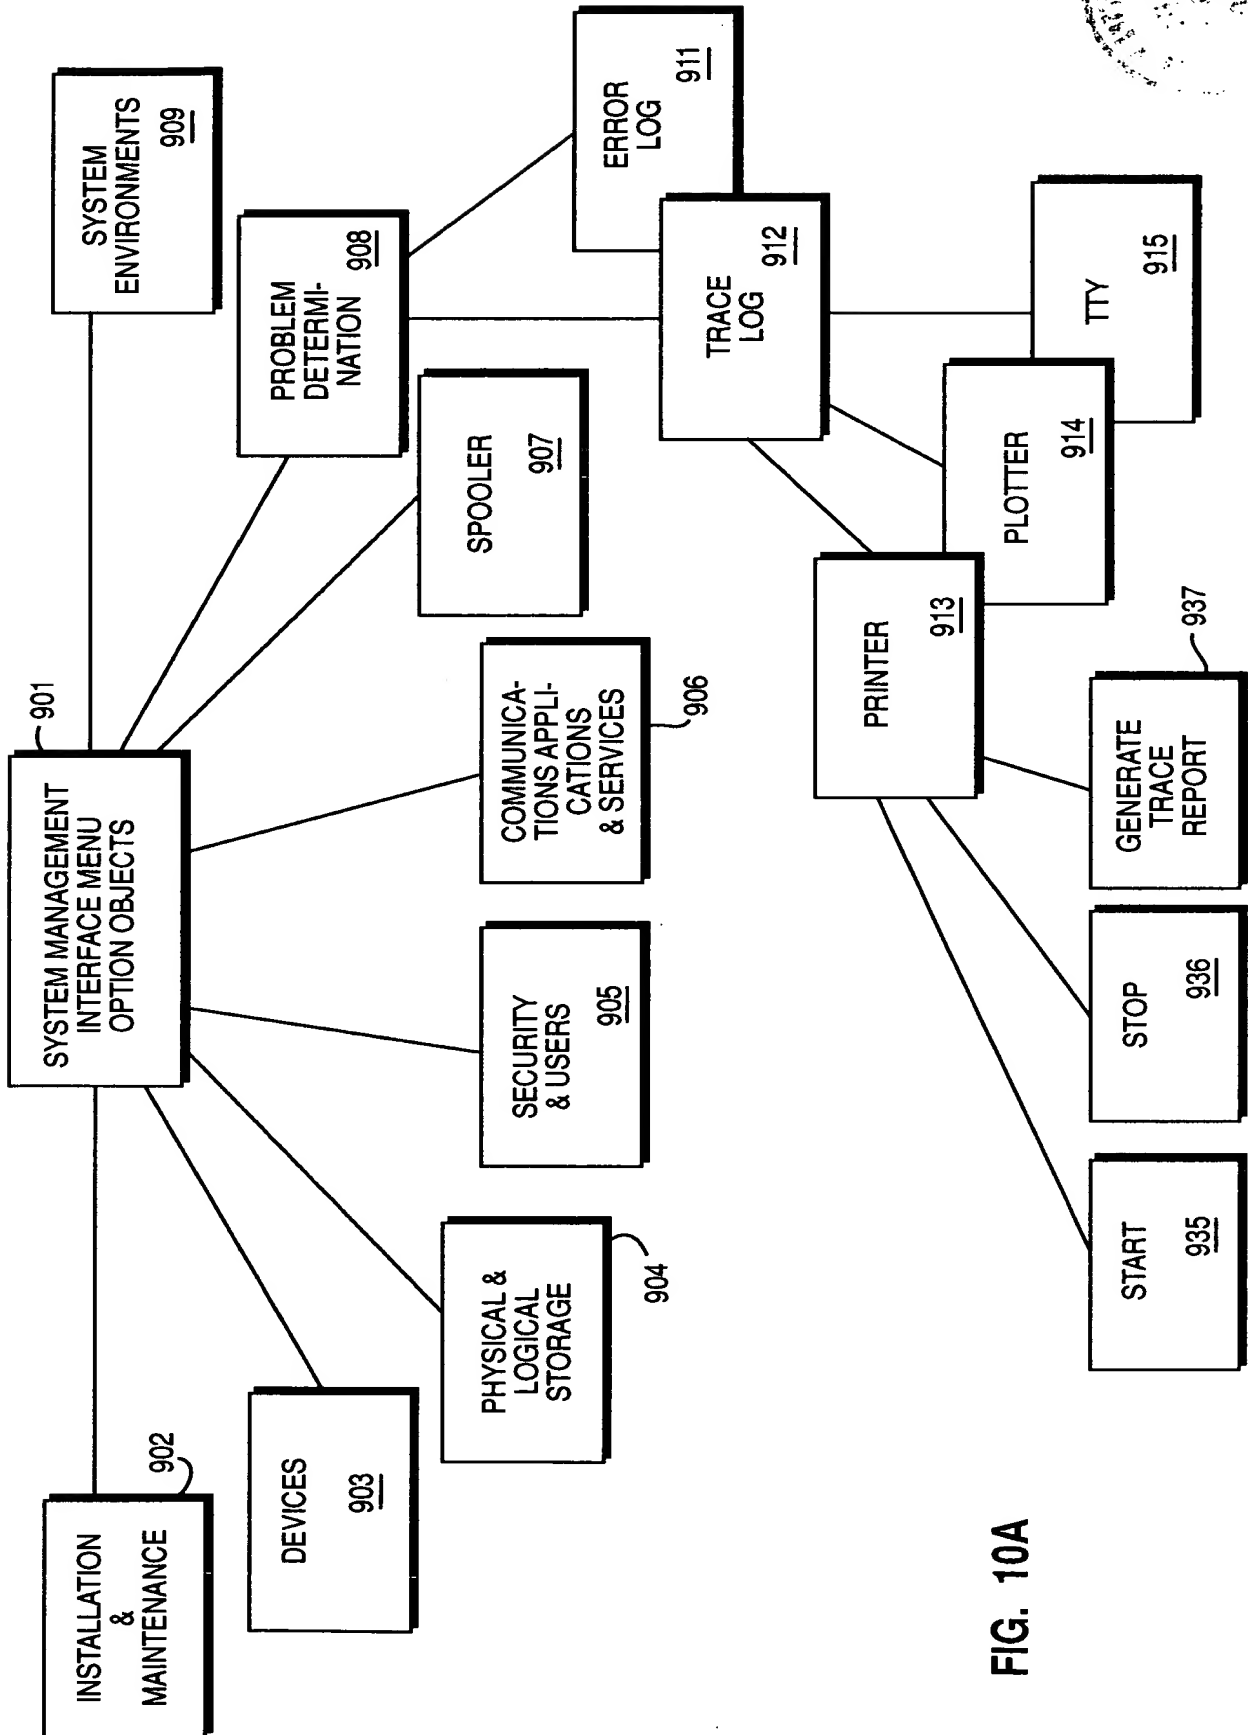 SYSTEM MANAGEMENT
INTERFACE MENU
OPTION OBJECTS
901
INSTALLATION
&
MAINTENANCE
902
DEVICES
903
PHYSICAL &
LOGICAL
STORAGE
904
SECURITY
& USERS
905
COMMUNICA-
TIONS APPLI-
CATIONS
& SERVICES
906
SPOOLER
907
PROBLEM
DETERMI-
NATION
908
SYSTEM
ENVIRONMENTS
909
ERROR
LOG
911
TRACE
LOG
912
PRINTER
913
PLOTTER
914
TTY
915
START
935
STOP
936
GENERATE
TRACE
REPORT
937
FIG. 10A